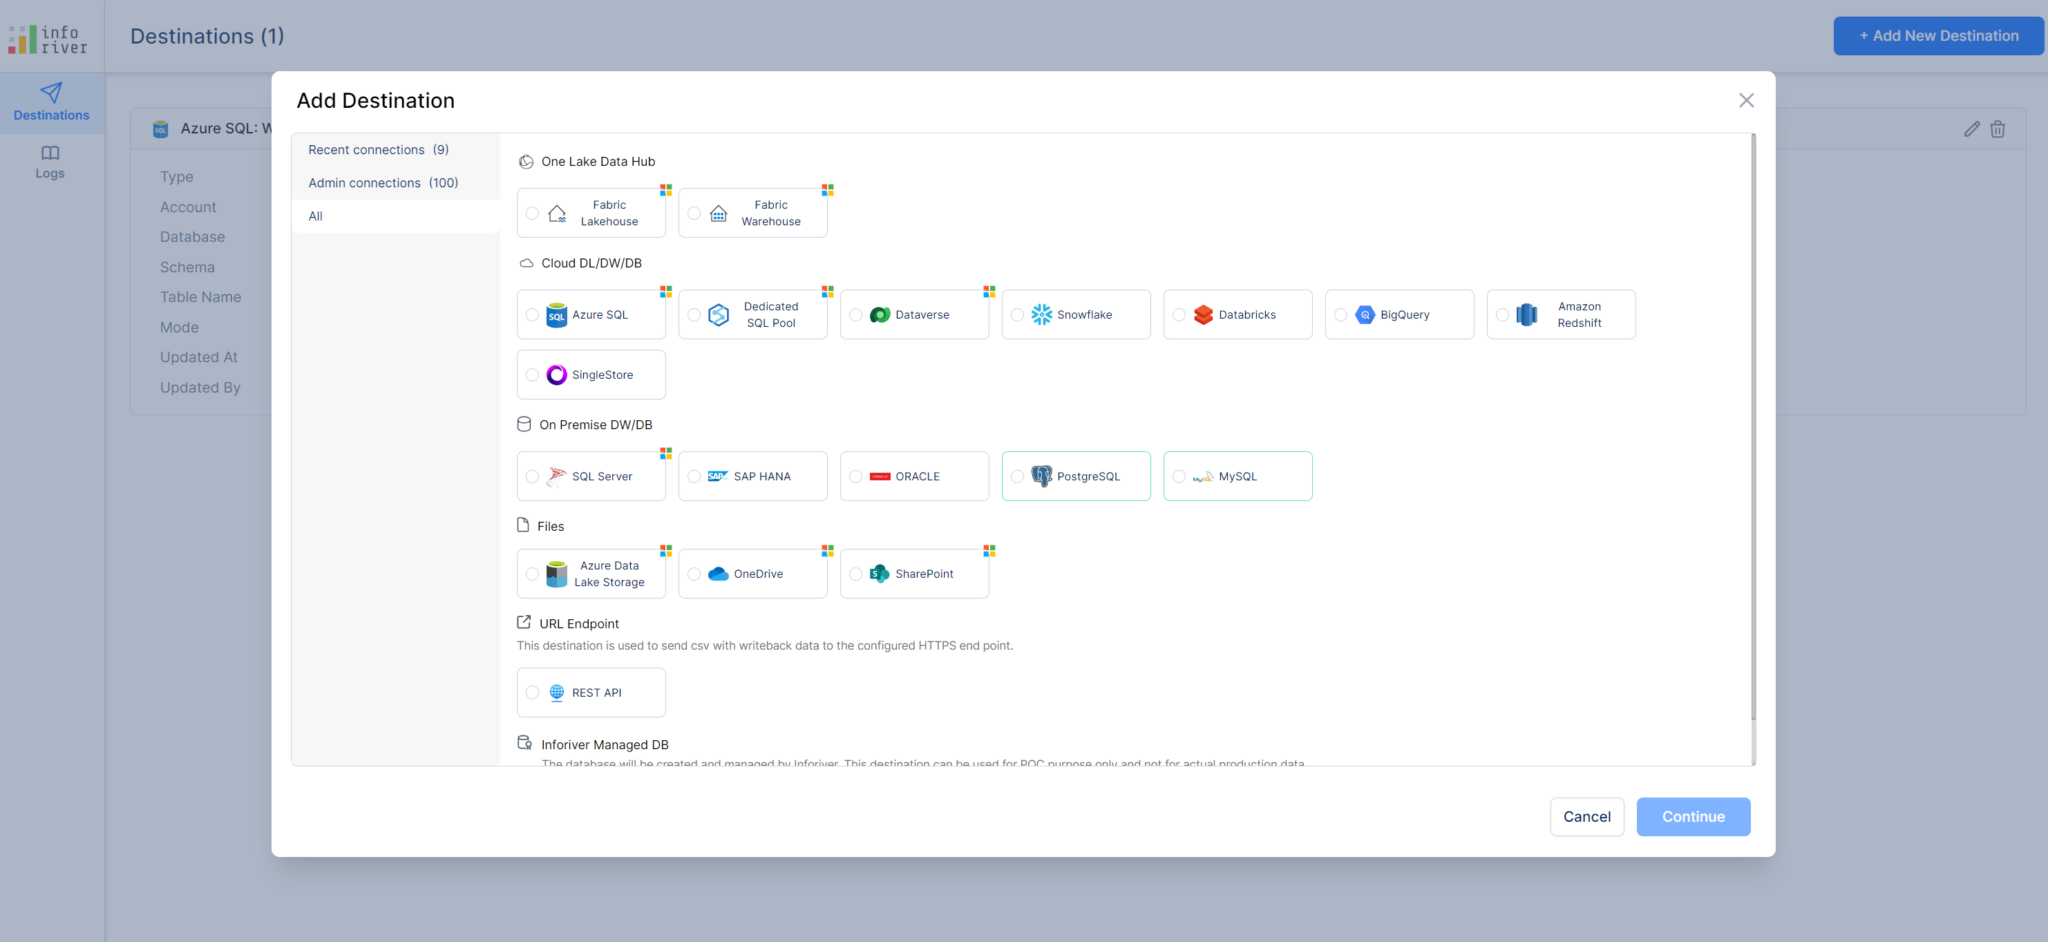 info
river
Destinations (1)
+ Add New Destination
Destinations
Logs
Azure SQL: W
Type
Account
Database
Schema
Table Name
Mode
Updated At
Updated By
Add Destination
Recent connections (9)
Admin connections (100)
All
One Lake Data Hub
Fabric
Lakehouse
Fabric
Warehouse
Cloud DL/DW/DB
SQL
Azure SQL
Dedicated
SQL Pool
Dataverse
Snowflake
Databricks
BigQuery
Amazon
Redshift
SingleStore
On Premise DW/DB
SQL Server
SAP
SAP HANA
ORACLE
PostgreSQL
MySQL
MySQL
Files
Azure Data
Lake Storage
OneDrive
S
SharePoint
URL Endpoint
This destination is used to send csv with writeback data to the configured HTTPS end point.
REST API
Inforiver Managed DB
The database will be created and managed by Inforiver. This destination can be used for POC purpose only and not for actual production data
Cancel
Continue